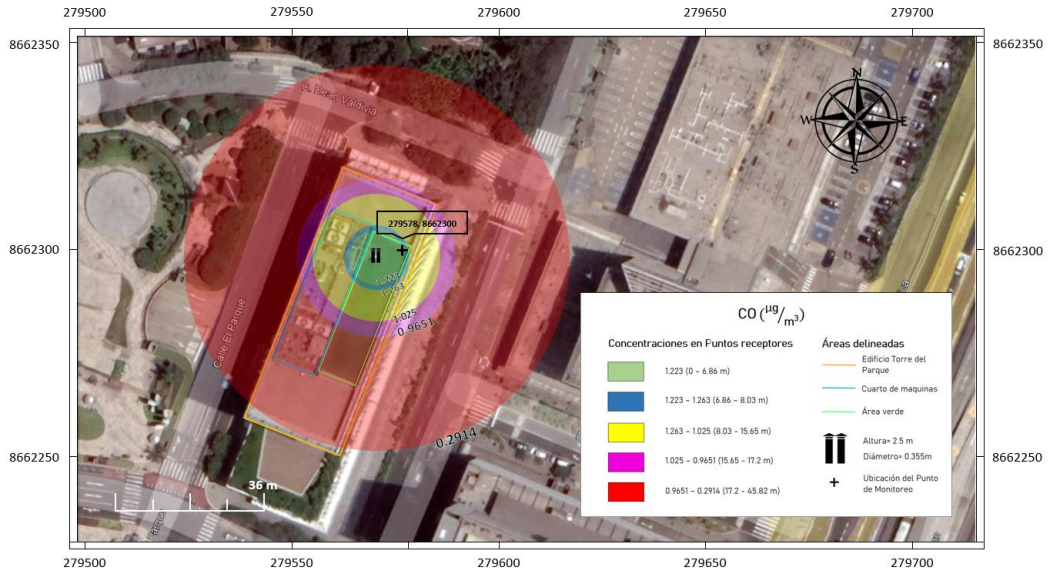 279500
279550
279600
279650
279700
8662350
8662350
C. Dean Valdivia
N
W
E
S
279578, 8662300
8662300
8662300
1.223
1.263
1.025
0.9651
Calle El Parque
0.2914
CO (µg/m³)
Concentraciones en Puntos receptores
1.223 (0 – 6.86 m)
1.223 – 1.263 (6.86 – 8.03 m)
1.263 – 1.025 (8.03 – 15.65 m)
1.025 – 0.9651 (15.65 – 17.2 m)
0.9651 – 0.2914 (17.2 – 45.82 m)
Áreas delineadas
Edificio Torre del
Parque
Cuarto de maquinas
Área verde
Altura= 2.5 m
Diámetro= 0.355m
Ubicación del Punto
de Monitoreo
8662250
8662250
36 m
Parque
279500
279550
279600
279650
279700